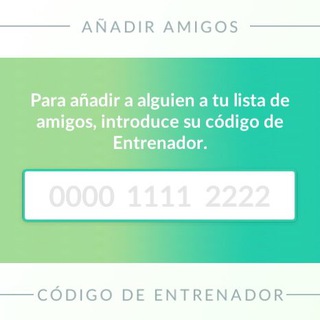 AÑADIR AMIGOS
Para añadir a alguien a tu lista de
amigos, introduce su código de
Entrenador.
0000 1111 2222
CÓDIGO DE ENTRENADOR